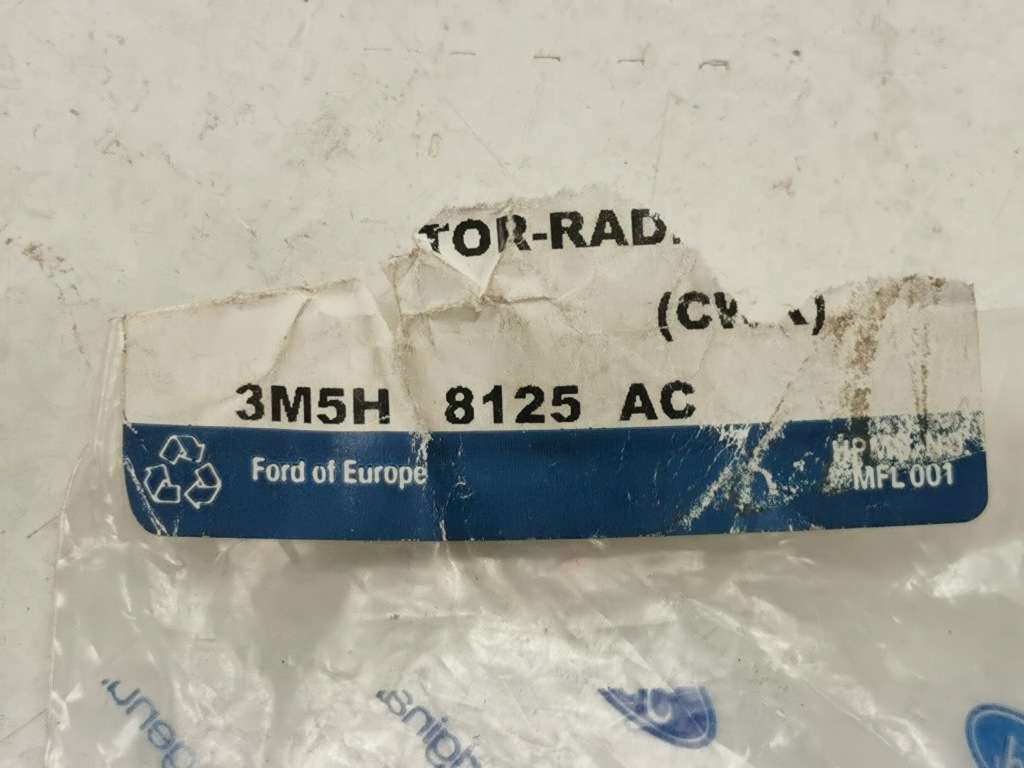 TOR-RAD.
3M5H 8125 AC
Ford of Europe
MFL 001